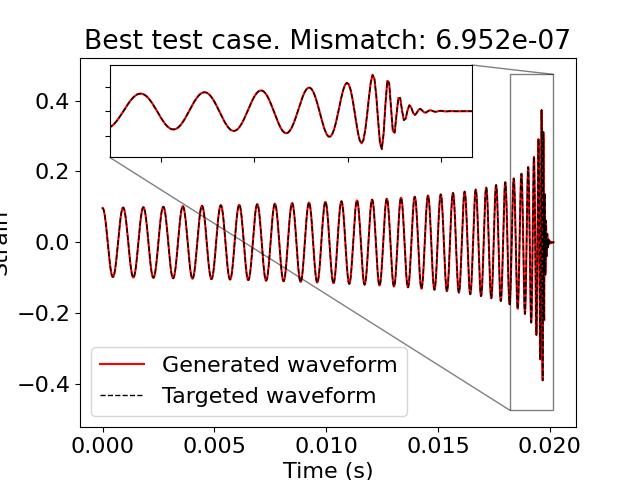 Best test case. Mismatch: 6.952e-07
0.4
0.2
0.0
−0.2
−0.4
Generated waveform
Targeted waveform
0.000 0.005 0.010 0.015 0.020
Time (s)